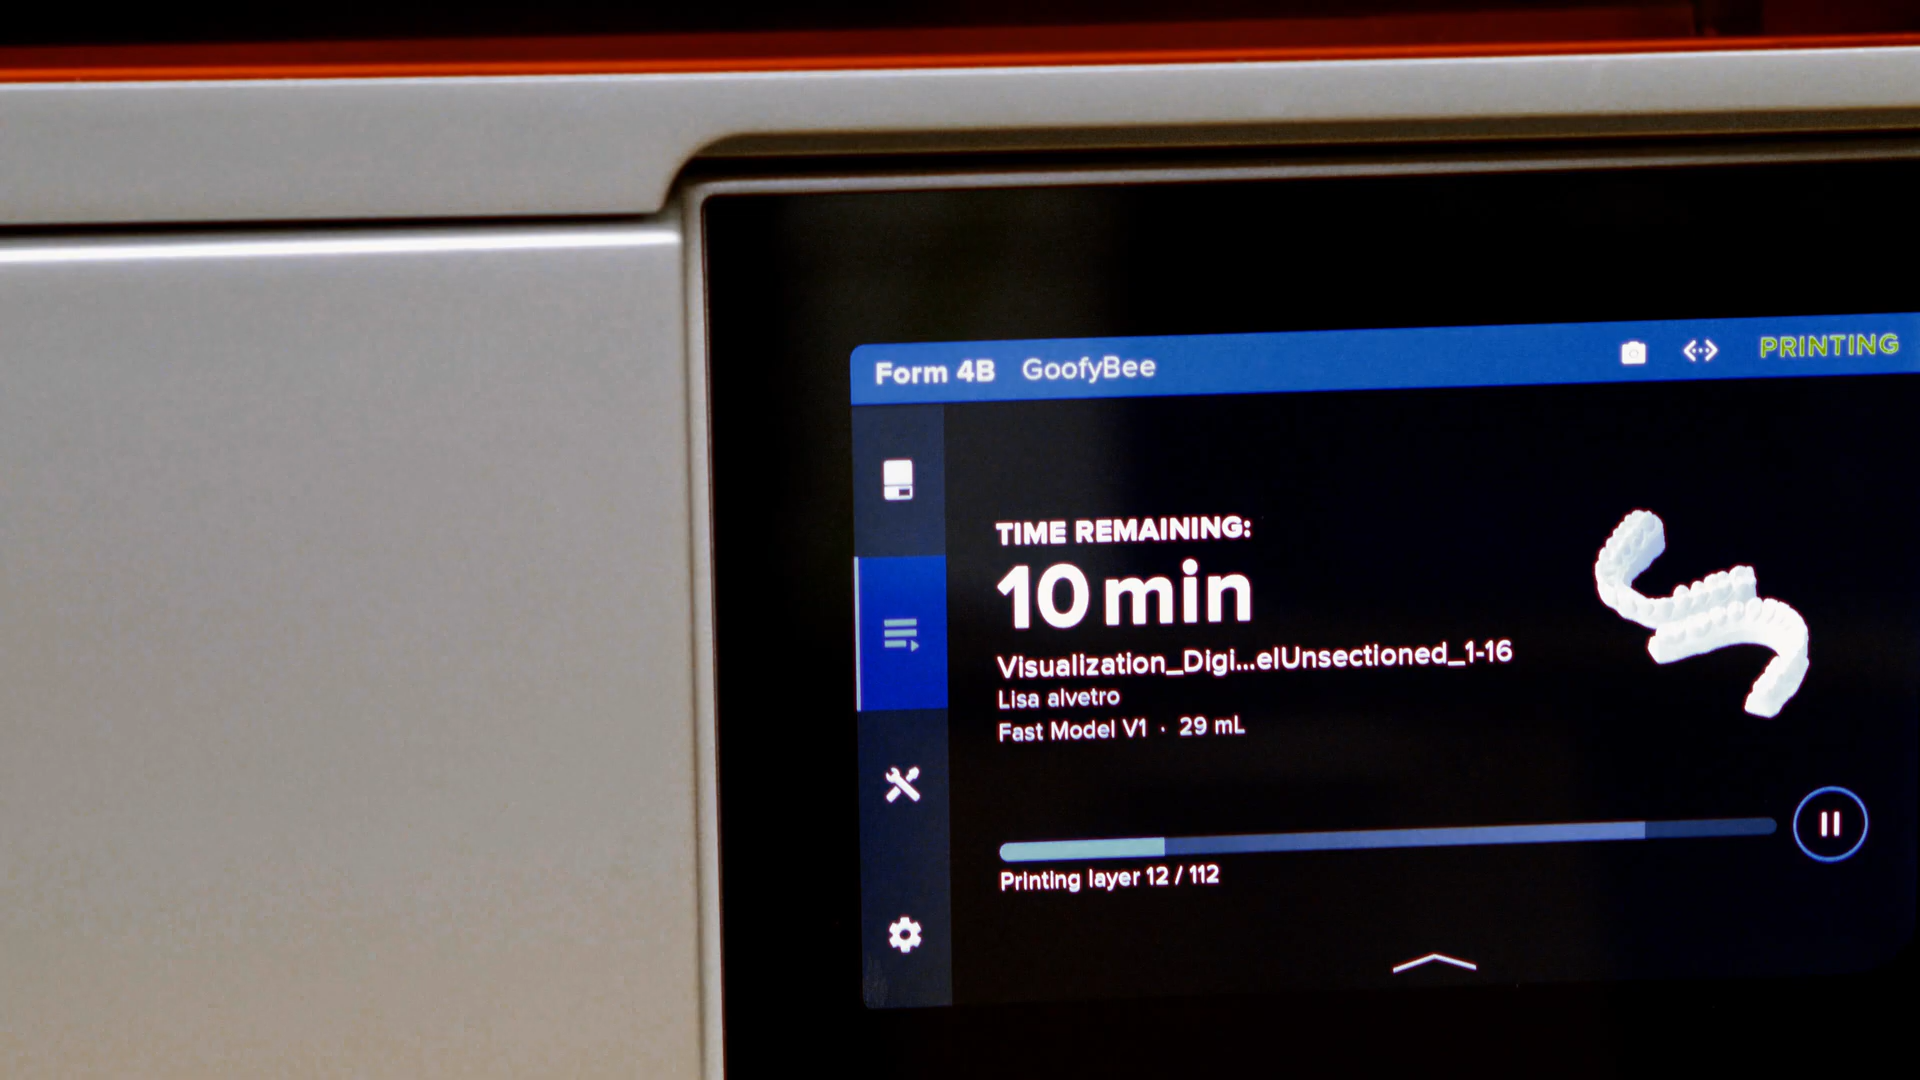 Form 4B GoofyBee PRINTING
TIME REMAINING:
10 min
Visualization_Digi...elUnsectioned_1-16
Lisa alvetro
Fast Model V1 · 29 mL
Printing layer 12 / 112